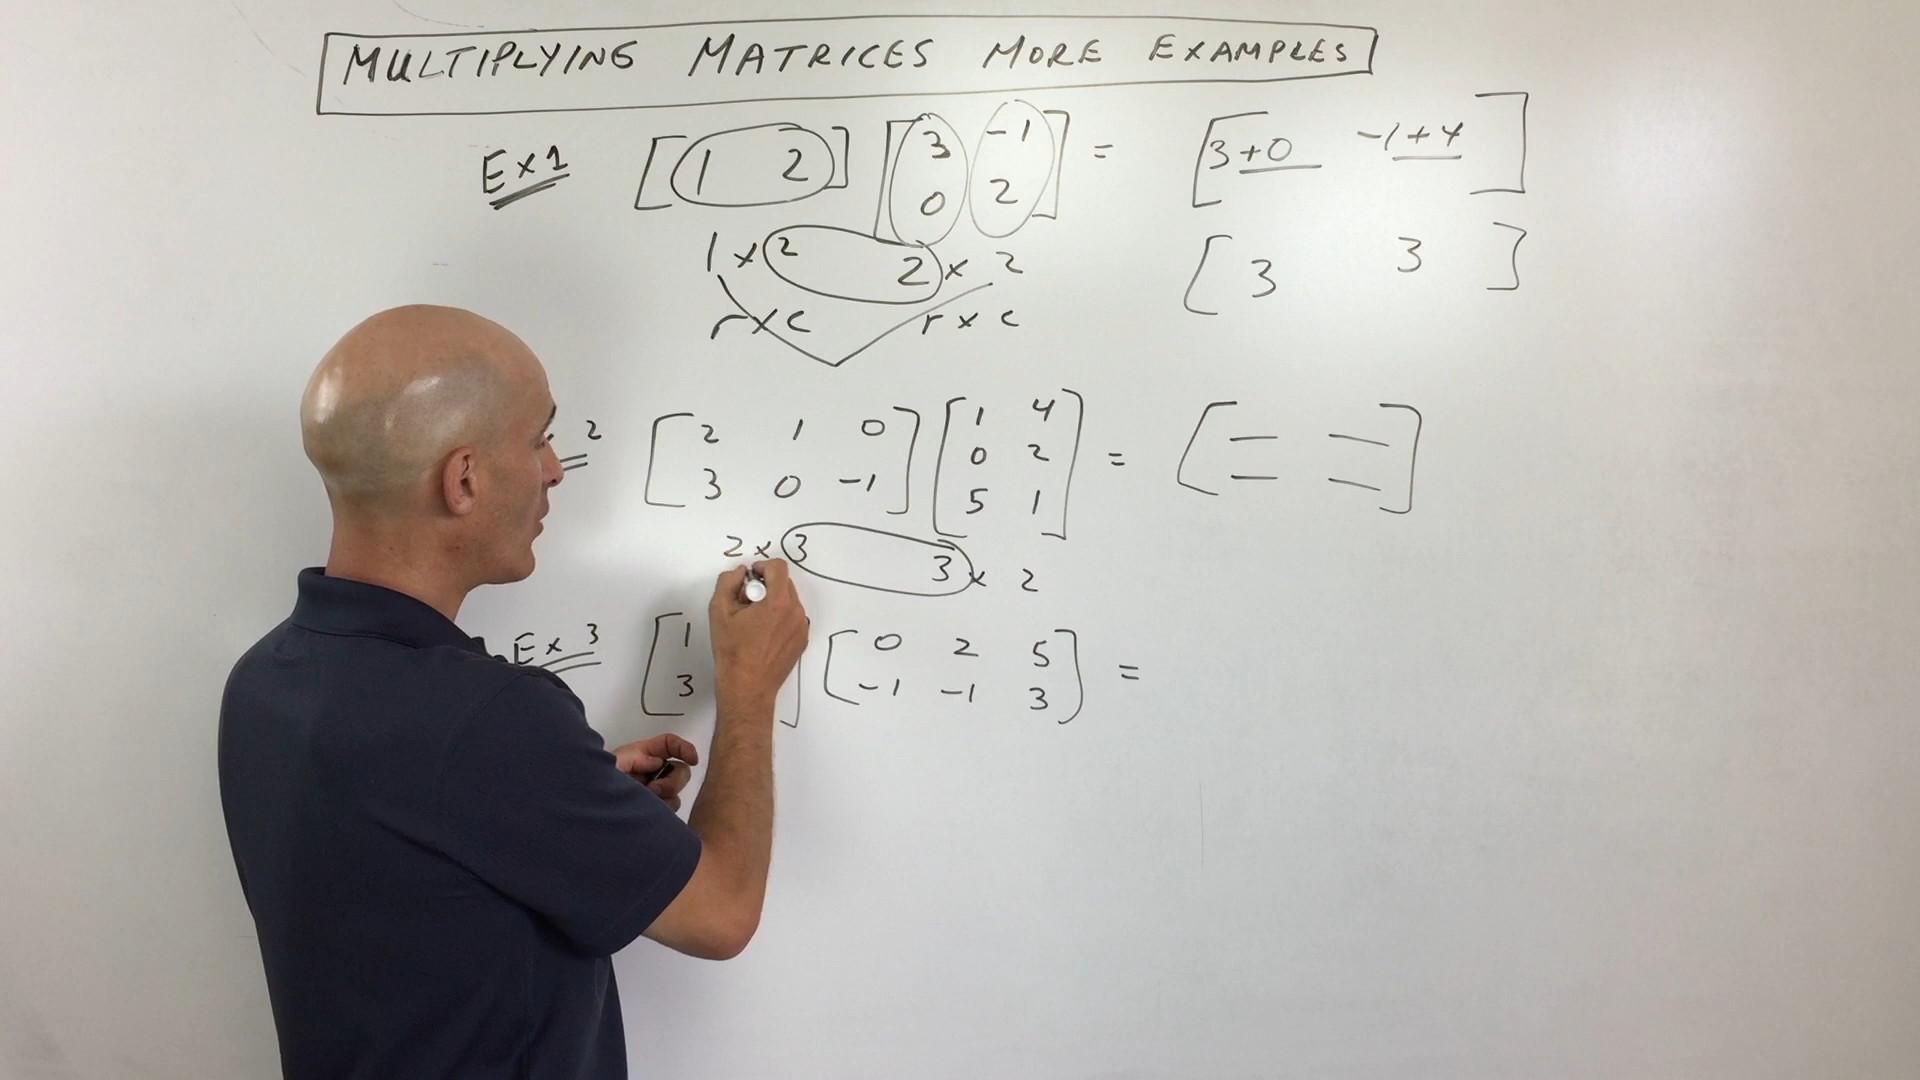 MULTIPLYING MATRICES MORE EXAMPLES
Ex 1 [1 2] [3 -1 = [3+0 -1+4]
0 2]
1 x 2 2 x 2 [3 3]
r x c r x c
2 [2 1 0 [1 4 = [
3 0 -1] 0 2
5 1]
2 x 3 3 x 2
Ex 3 [1 [0 2 5 =
3 ] -1 -1 3]